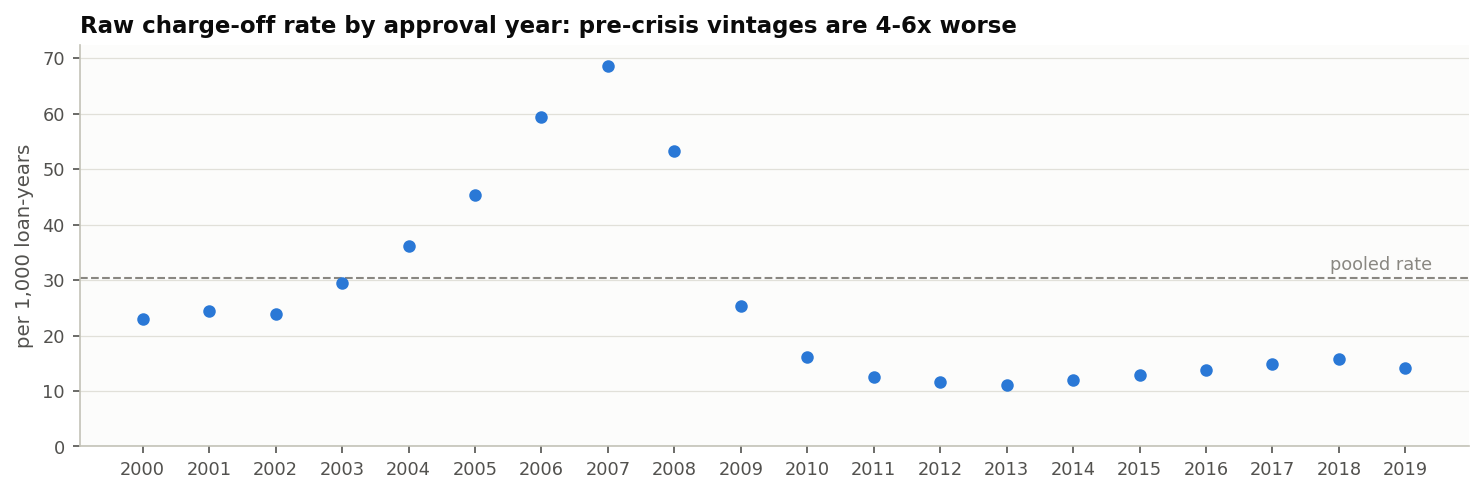 Raw charge-off rate by approval year: pre-crisis vintages are 4-6x worse
per 1,000 loan-years
70
60
50
40
30
20
10
0
pooled rate
2000 2001 2002 2003 2004 2005 2006 2007 2008 2009 2010 2011 2012 2013 2014 2015 2016 2017 2018 2019